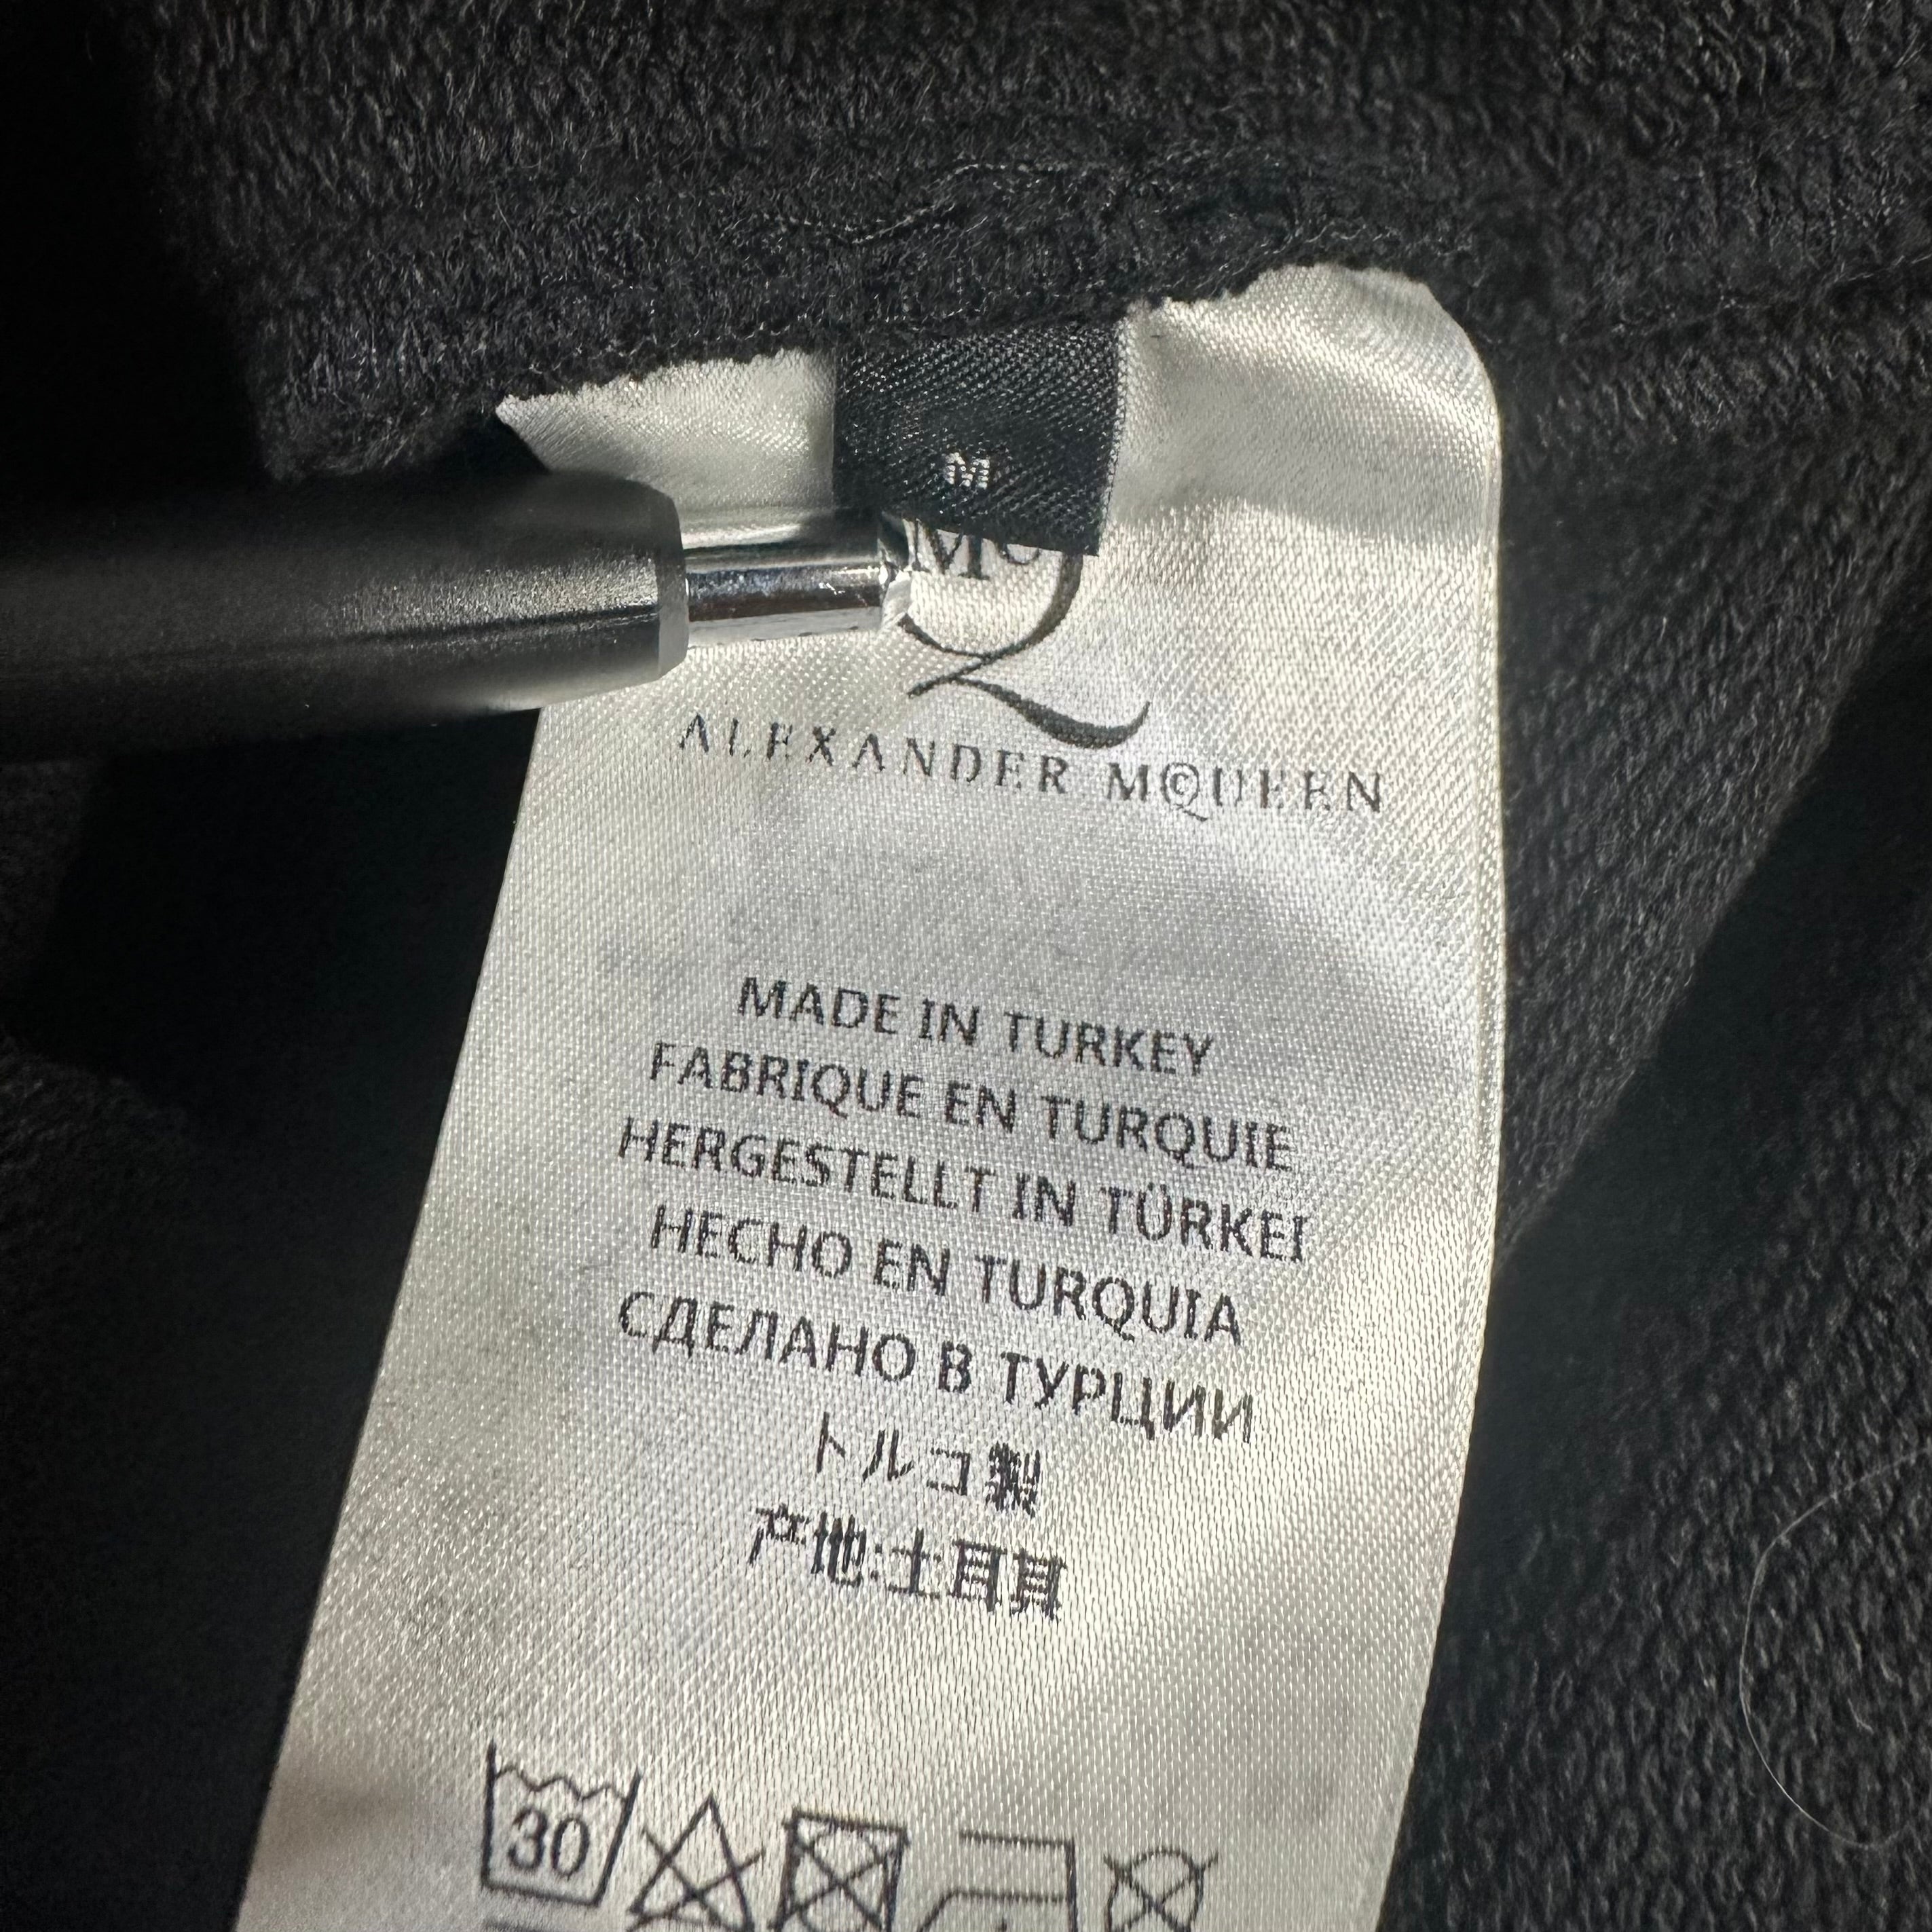 M
MC
Q
ALEXANDER MCQUEEN
MADE IN TURKEY
FABRIQUE EN TURQUIE
HERGESTELLT IN TÜRKEI
HECHO EN TURQUIA
СДЕЛАНО В ТУРЦИИ
トルコ製
产地:土耳其
30